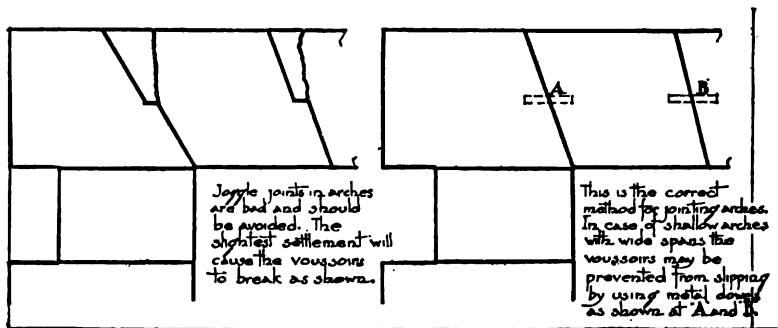 A
B
Joggle joints in arches
are bad and should
be avoided. The
slightest settlement will
cause the voussoirs
to break as shown.
This is the correct
method for jointing arches.
In case of shallow arches
with wide spans the
voussoirs may be
prevented from slipping
by using metal dowels
as shown at "A" and "B".